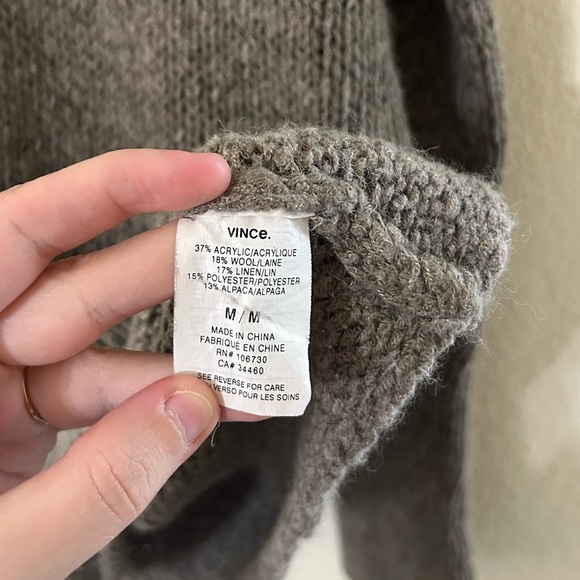 VINCE.
37% ACRYLIC/ACRYLIQUE
18% WOOL/LAINE
17% LINEN/LIN
15% POLYESTER/POLYESTER
13% ALPACA/ALPAGA
M / M
MADE IN CHINA
FABRIQUÉ EN CHINE
RN# 106730
CA# 34460
SEE REVERSE FOR CARE
VERSO POUR LES SOINS